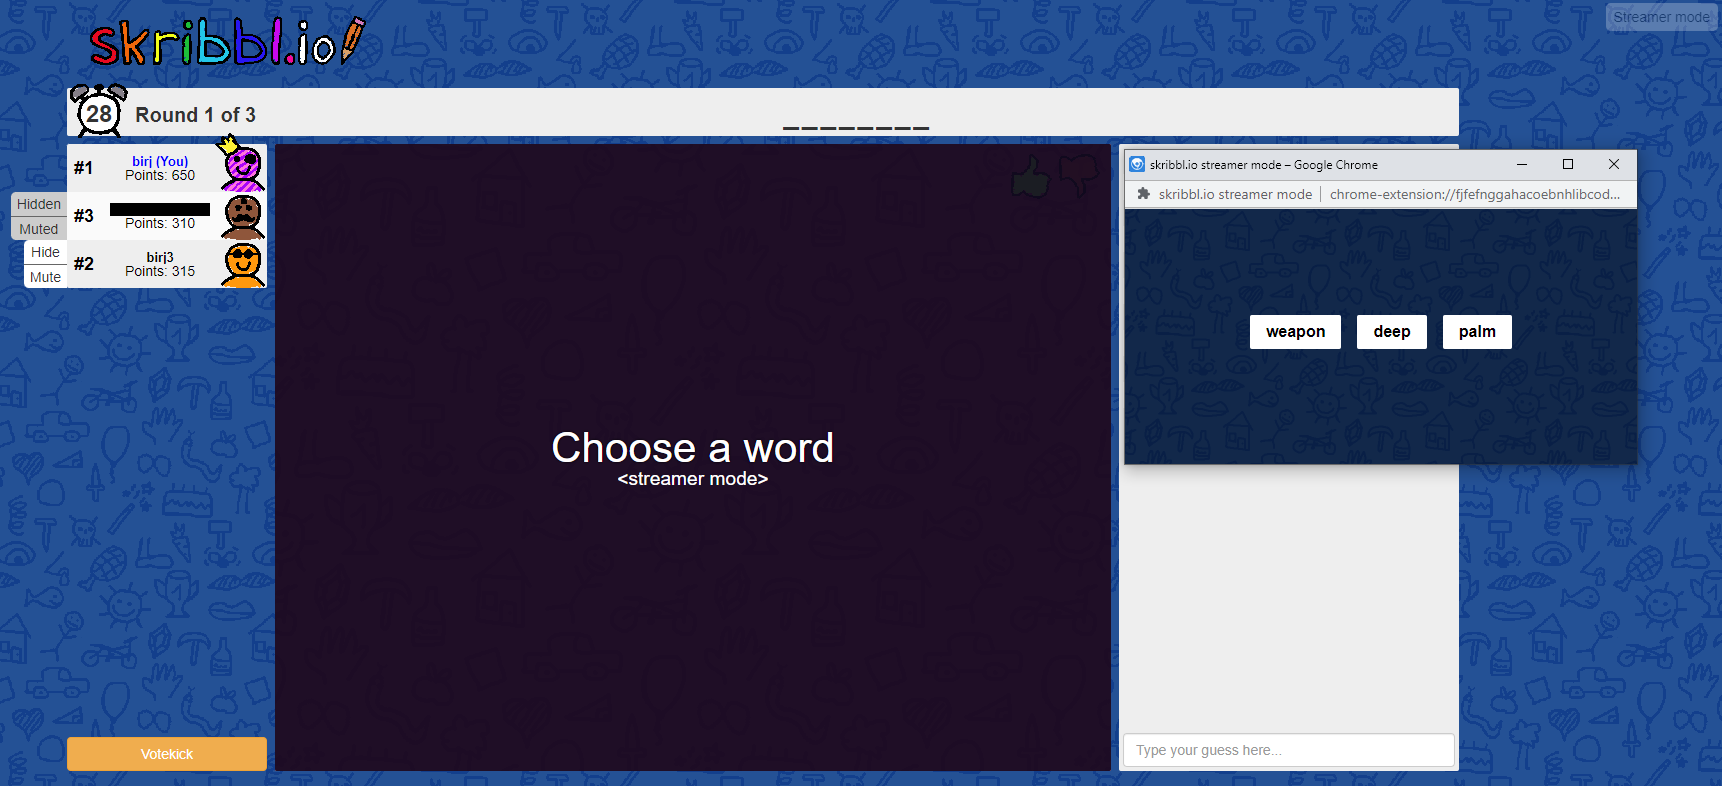 skribbl.io
Streamer mode
28
Round 1 of 3
________
#1
birj (You)
Points: 650
Hidden
Muted
#3
Points: 310
Hide
Mute
#2
birj3
Points: 315
Votekick
Choose a word
<streamer mode>
skribbl.io streamer mode – Google Chrome
skribbl.io streamer mode
chrome-extension://fjfefnggahacoebnhlibcod...
weapon
deep
palm
Type your guess here...